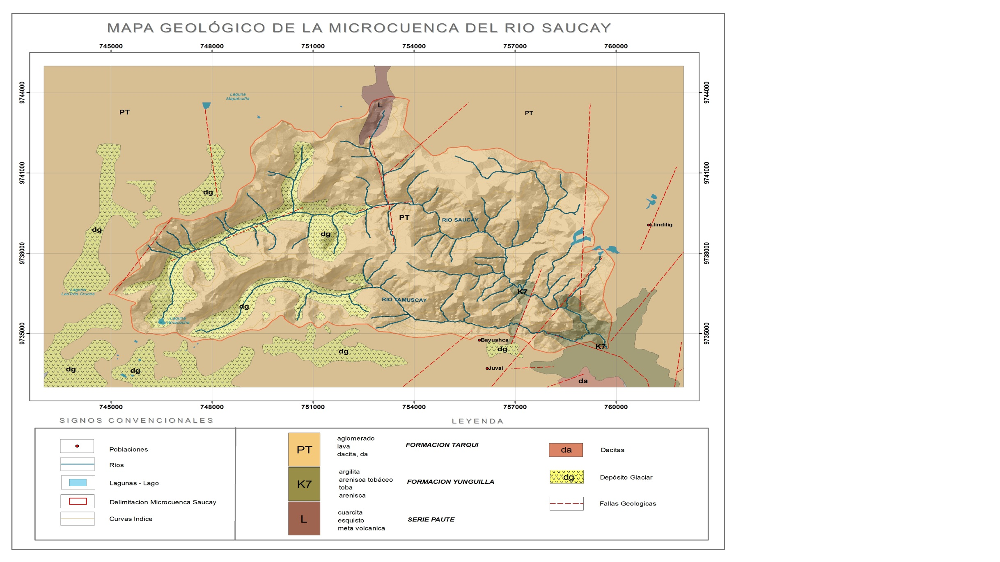 MAPA GEOLÓGICO DE LA MICROCUENCA DEL RIO SAUCAY
745000 748000 751000 754000 757000 760000
9744000 9744000
Laguna
Mapahuiña
L
PT PT
9741000 9741000
dg
PT
RIO SAUCAY
Llindilig
dg dg
9738000 9738000
Laguna
LasTres Cruces
K7
RIO TAMUSCAY
dg
Laguna
Yanacocha
9735000 9735000
Bayushca
K7
dg dg
Juval
dg dg
da
745000 748000 751000 754000 757000 760000
SIGNOS CONVENCIONALES
Poblaciones
Ríos
Lagunas - Lago
Delimitacion Microcuenca Saucay
Curvas Indice
LEYENDA
PT
aglomerado
lava
dacita, da
FORMACION TARQUI
K7
argilita
arenisca tobáceo
toba
arenisca
FORMACION YUNGUILLA
L
cuarcita
esquisto
meta volcanica
SERIE PAUTE
da Dacitas
dg Depósito Glaciar
Fallas Geologicas